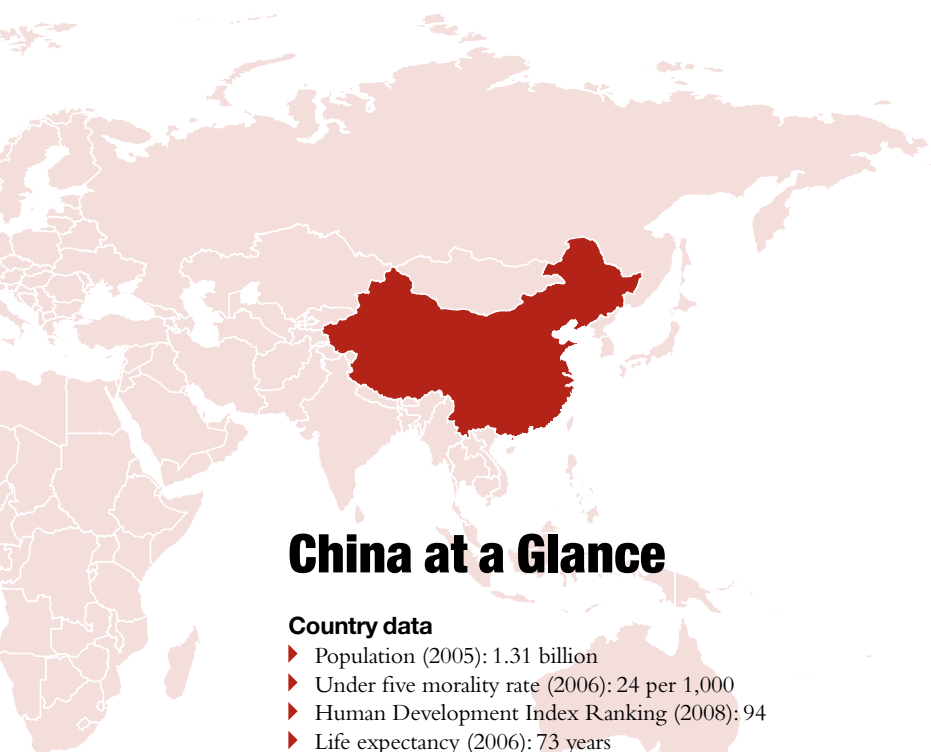 China at a Glance
Country data
Population (2005): 1.31 billion
Under five morality rate (2006): 24 per 1,000
Human Development Index Ranking (2008): 94
Life expectancy (2006): 73 years